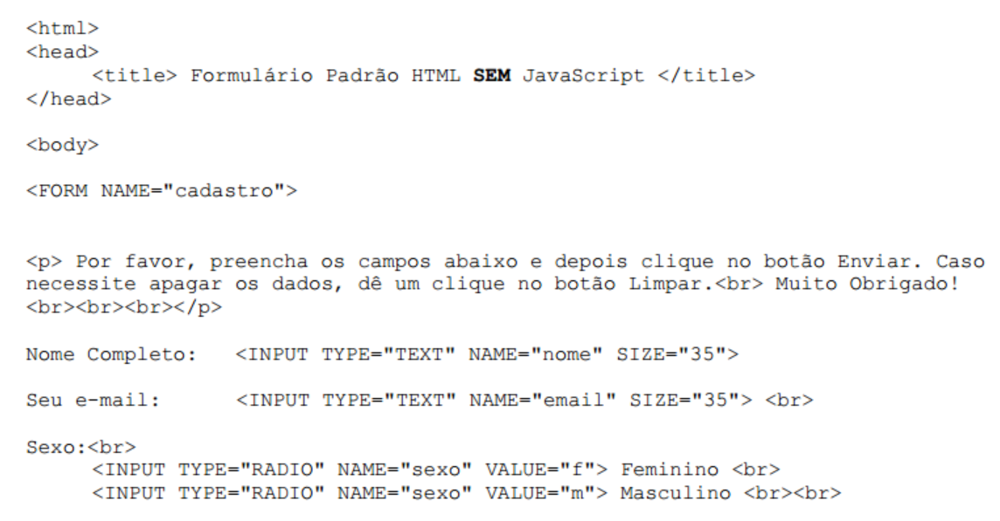 <html>
<head>
<title> Formulário Padrão HTML SEM JavaScript </title>
</head>
<body>
<FORM NAME="cadastro">
<p> Por favor, preencha os campos abaixo e depois clique no botão Enviar. Caso
necessite apagar os dados, dê um clique no botão Limpar.<br> Muito Obrigado!
<br><br><br></p>
Nome Completo: <INPUT TYPE="TEXT" NAME="nome" SIZE="35">
Seu e-mail: <INPUT TYPE="TEXT" NAME="email" SIZE="35"> <br>
Sexo:<br>
<INPUT TYPE="RADIO" NAME="sexo" VALUE="f"> Feminino <br>
<INPUT TYPE="RADIO" NAME="sexo" VALUE="m"> Masculino <br><br>